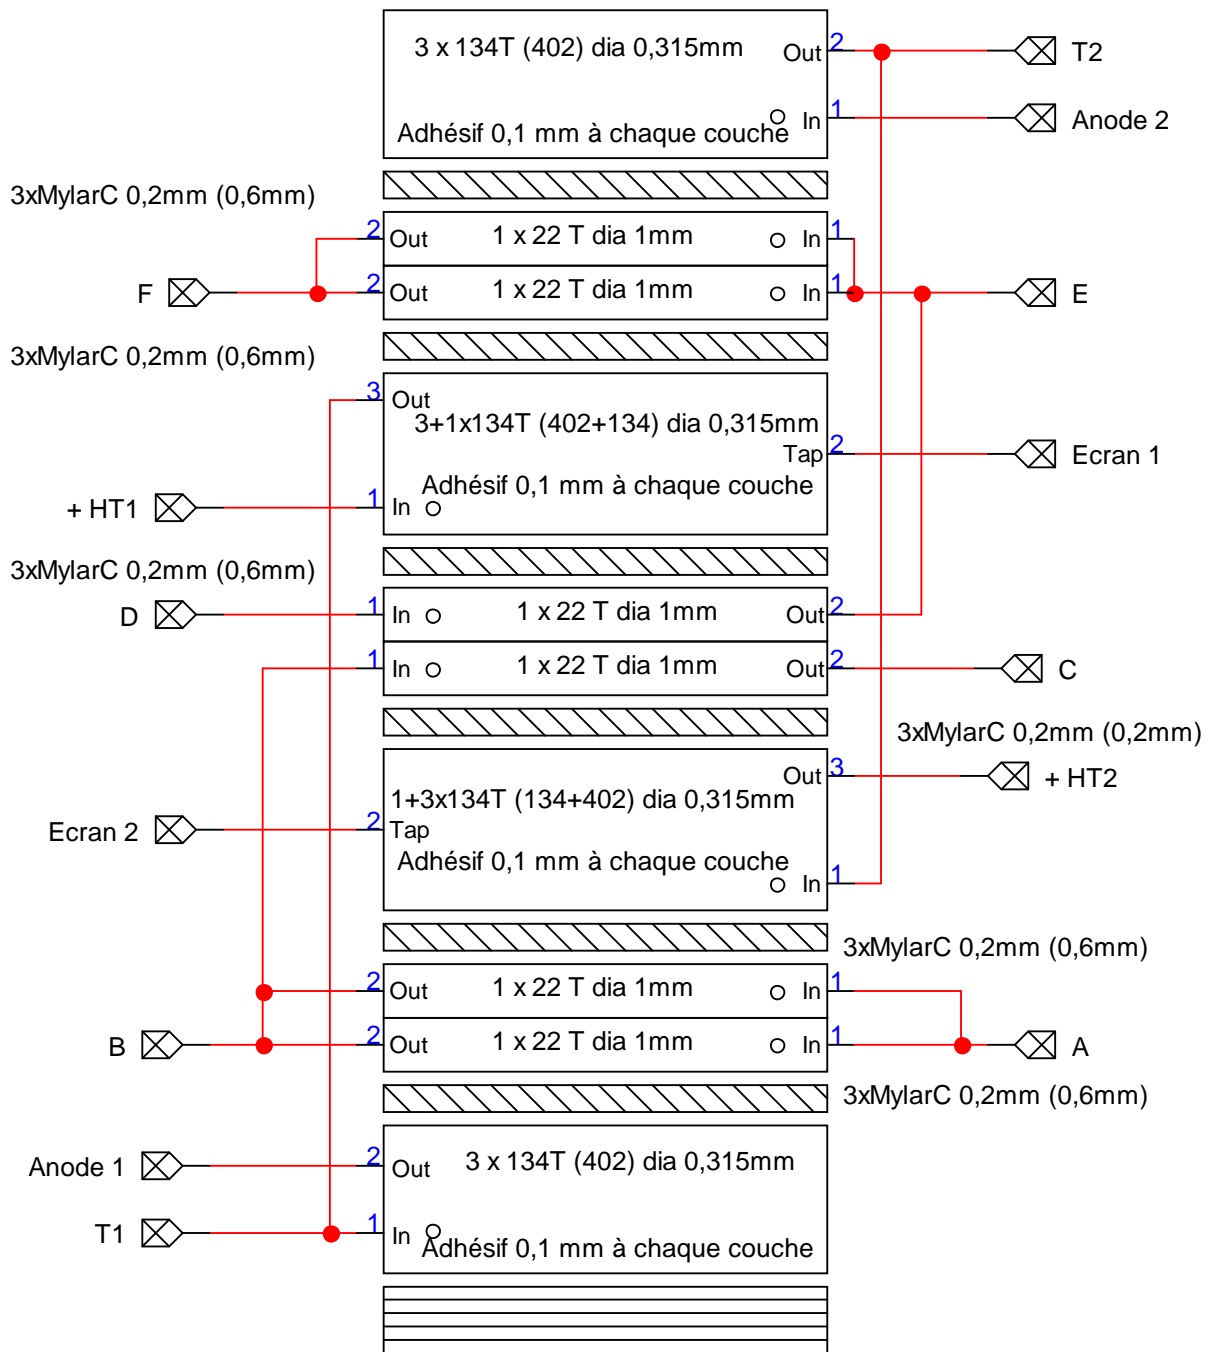 3 x 134T (402) dia 0,315mm
Out
2
T2
In
1
Anode 2
Adhésif 0,1 mm à chaque couche
3xMylarC 0,2mm (0,6mm)
2
Out
1 x 22 T dia 1mm
In
1
F
2
Out
1 x 22 T dia 1mm
In
1
E
3xMylarC 0,2mm (0,6mm)
3
Out
3+1x134T (402+134) dia 0,315mm
Tap
2
Ecran 1
Adhésif 0,1 mm à chaque couche
+ HT1
1
In
3xMylarC 0,2mm (0,6mm)
D
1
In
1 x 22 T dia 1mm
Out
2
1
In
1 x 22 T dia 1mm
Out
2
C
3xMylarC 0,2mm (0,2mm)
Out
3
+ HT2
1+3x134T (134+402) dia 0,315mm
Ecran 2
2
Tap
Adhésif 0,1 mm à chaque couche
In
1
3xMylarC 0,2mm (0,6mm)
2
Out
1 x 22 T dia 1mm
In
1
B
2
Out
1 x 22 T dia 1mm
In
1
A
3xMylarC 0,2mm (0,6mm)
Anode 1
2
Out
3 x 134T (402) dia 0,315mm
T1
1
In
Adhésif 0,1 mm à chaque couche